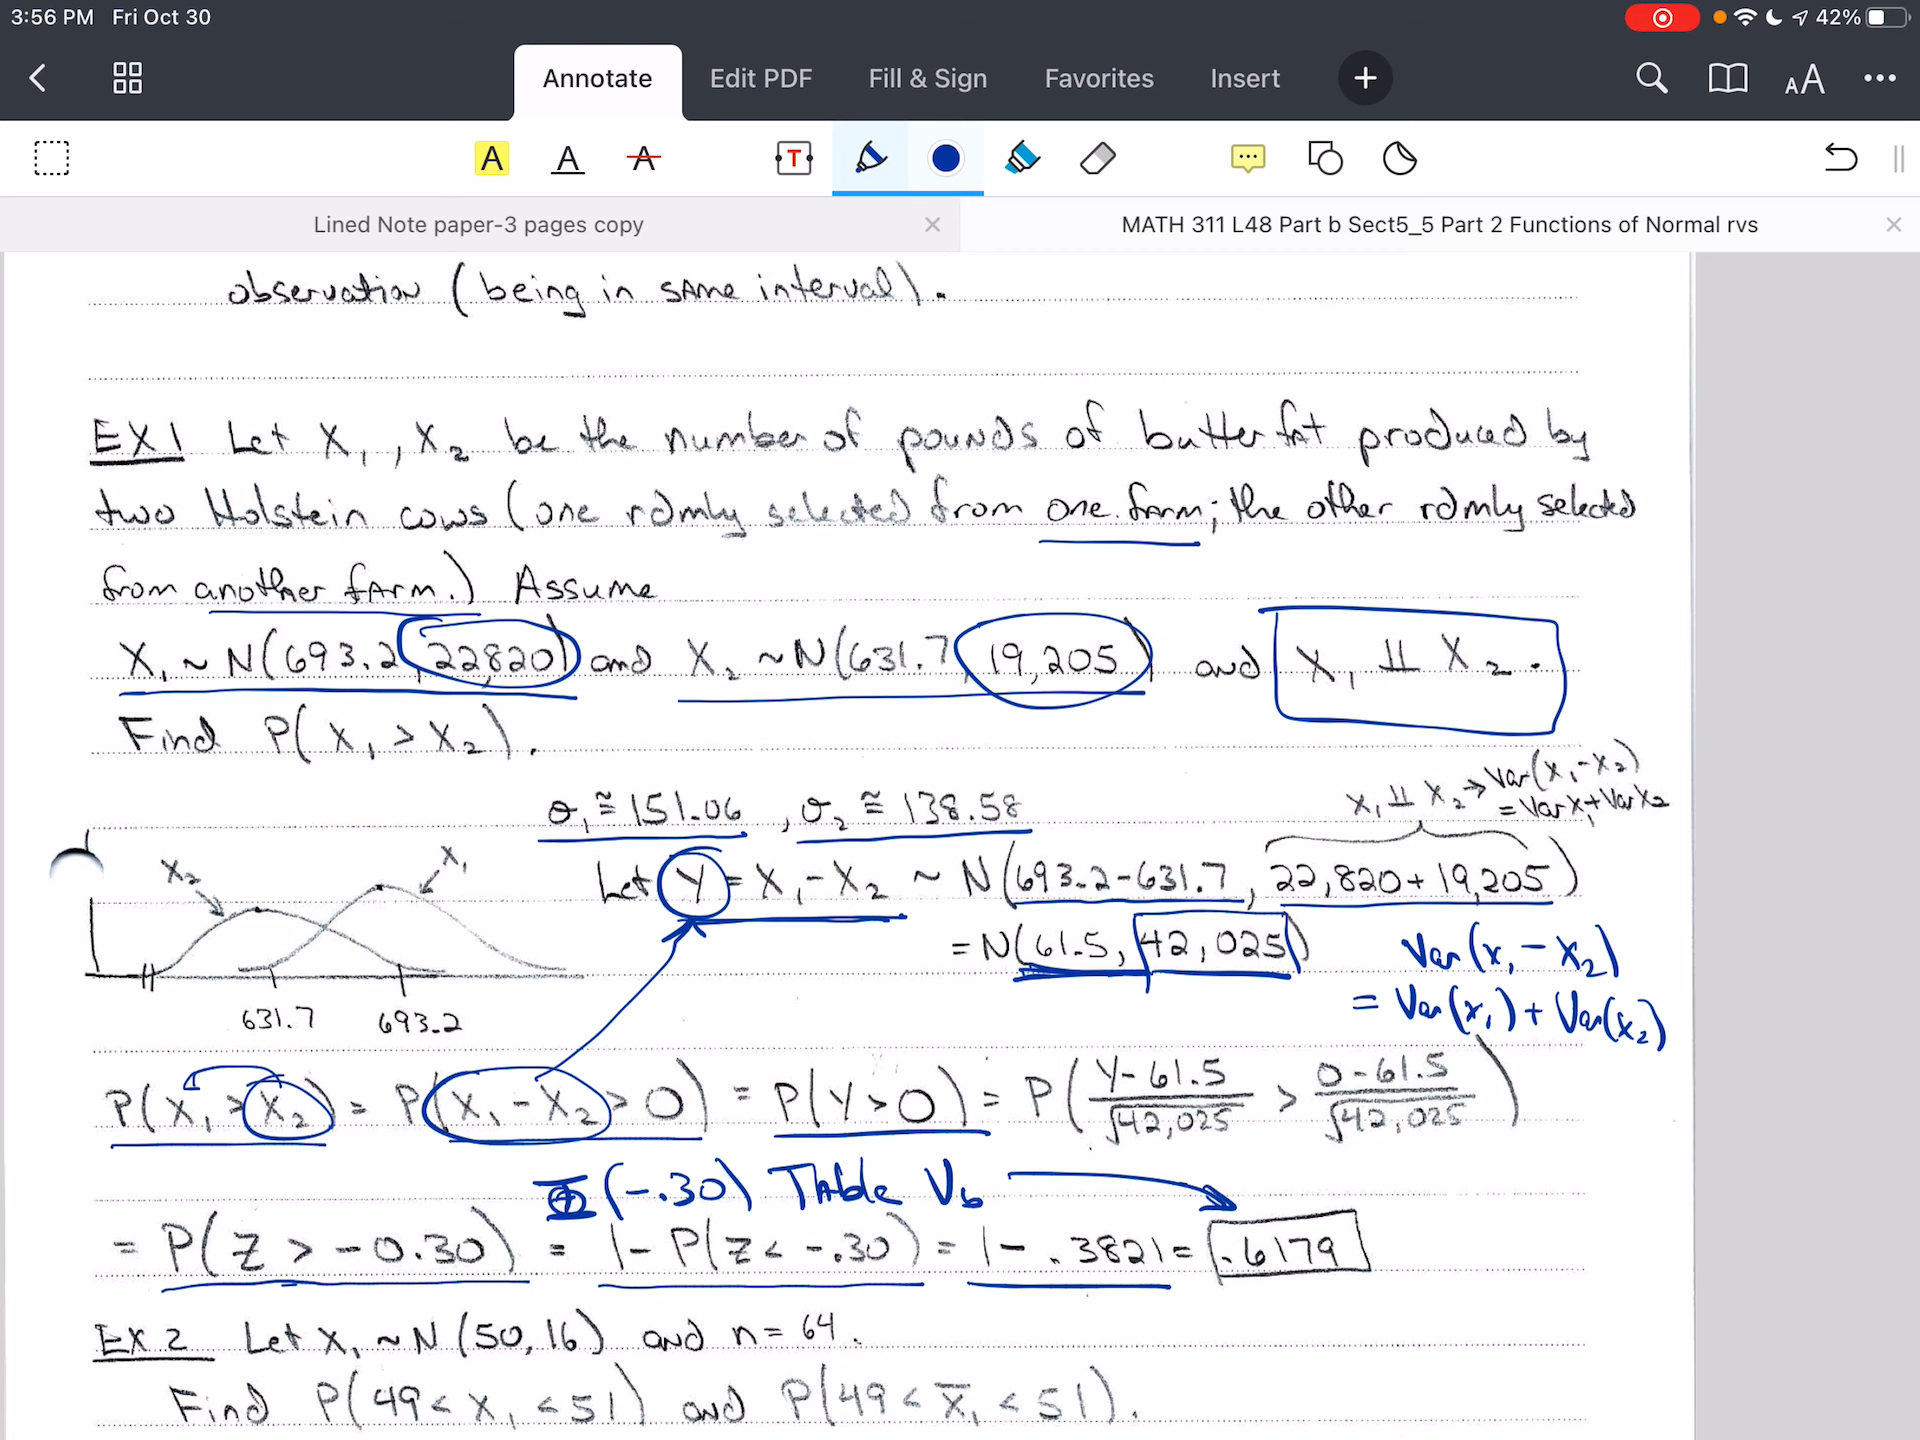 3:56 PM Fri Oct 30 42%
Annotate Edit PDF Fill & Sign Favorites Insert + AA
A A A T
Lined Note paper-3 pages copy MATH 311 L48 Part b Sect5_5 Part 2 Functions of Normal rvs
observation (being in same interval).
EX1 Let X₁, X₂ be the number of pounds of butterfat produced by
two Holstein cows (one rdmly selected from one farm; the other rdmly selected
from another farm.) Assume
X₁ ~ N(693.2, 22,820) and X₂ ~ N(631.7, 19,205) and X₁ ⫫ X₂.
Find P(X₁ > X₂).
X₁ ⫫ X₂ → Var(X₁-X₂)
= Var X₁ + Var X₂
σ₁ ≅ 151.06, σ₂ ≅ 138.58
X₂ X₁
Let Y = X₁ - X₂ ~ N(693.2-631.7, 22,820+19,205)
= N(61.5, 42,025)
Var(X₁ - X₂)
= Var(X₁) + Var(X₂)
631.7 693.2
P(X₁ > X₂) = P(X₁ - X₂ > 0) = P(Y > 0) = P( (Y-61.5)/√42,025 > (0-61.5)/√42,025 )
Φ(-.30) Table Vb
= P(Z > -0.30) = 1 - P(Z < -.30) = 1 - .3821 = .6179
EX 2 Let X₁ ~ N(50, 16) and n = 64.
Find P(49 < X₁ < 51) and P(49 < X̄₁ < 51).